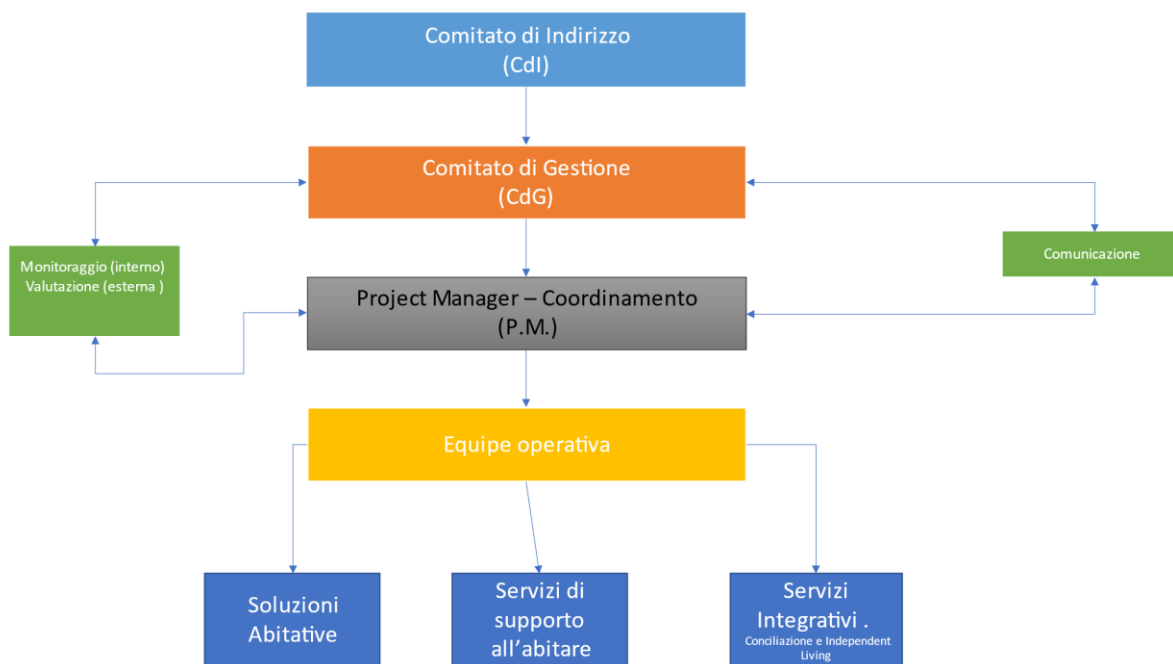 Comitato di Indirizzo
(CdI)
Comitato di Gestione
(CdG)
Monitoraggio (interno)
Valutazione (esterna )
Comunicazione
Project Manager – Coordinamento
(P.M.)
Equipe operativa
Soluzioni
Abitative
Servizi di
supporto
all’abitare
Servizi
Integrativi .
Conciliazione e Independent
Living